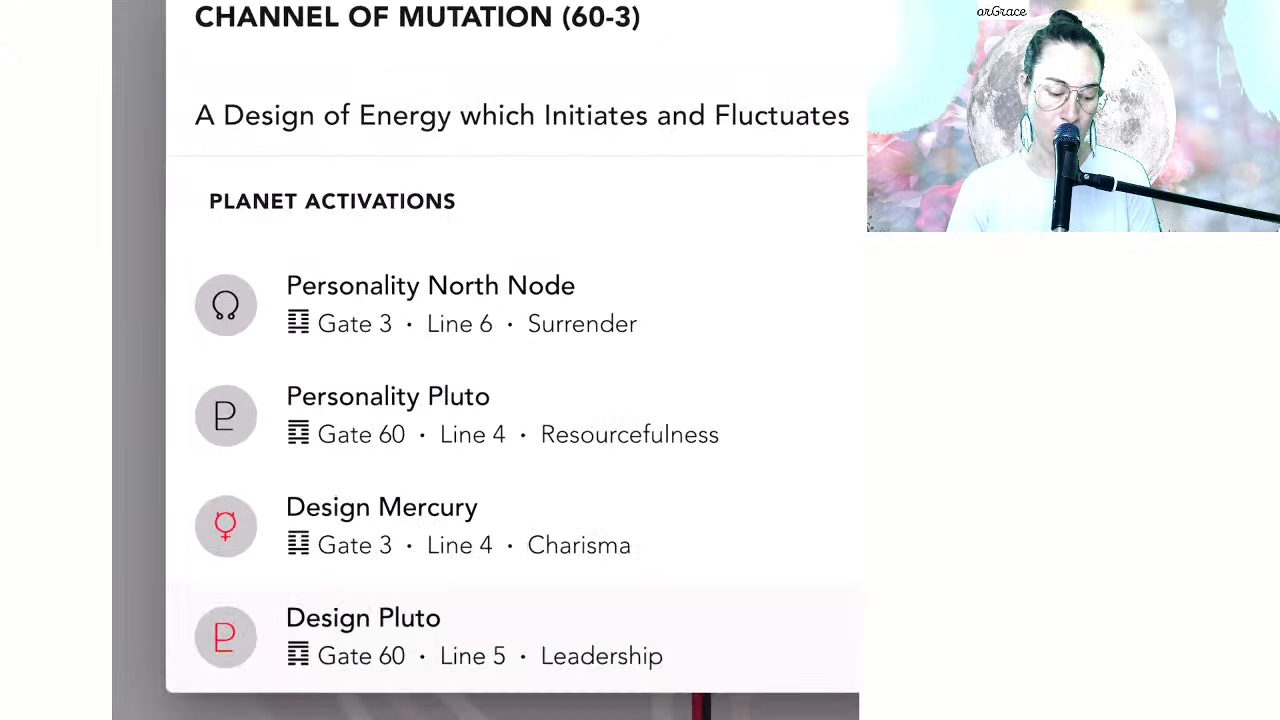 CHANNEL OF MUTATION (60-3)
orGrace
A Design of Energy which Initiates and Fluctuates
PLANET ACTIVATIONS
Personality North Node
Gate 3 · Line 6 · Surrender
Personality Pluto
Gate 60 · Line 4 · Resourcefulness
Design Mercury
Gate 3 · Line 4 · Charisma
Design Pluto
Gate 60 · Line 5 · Leadership